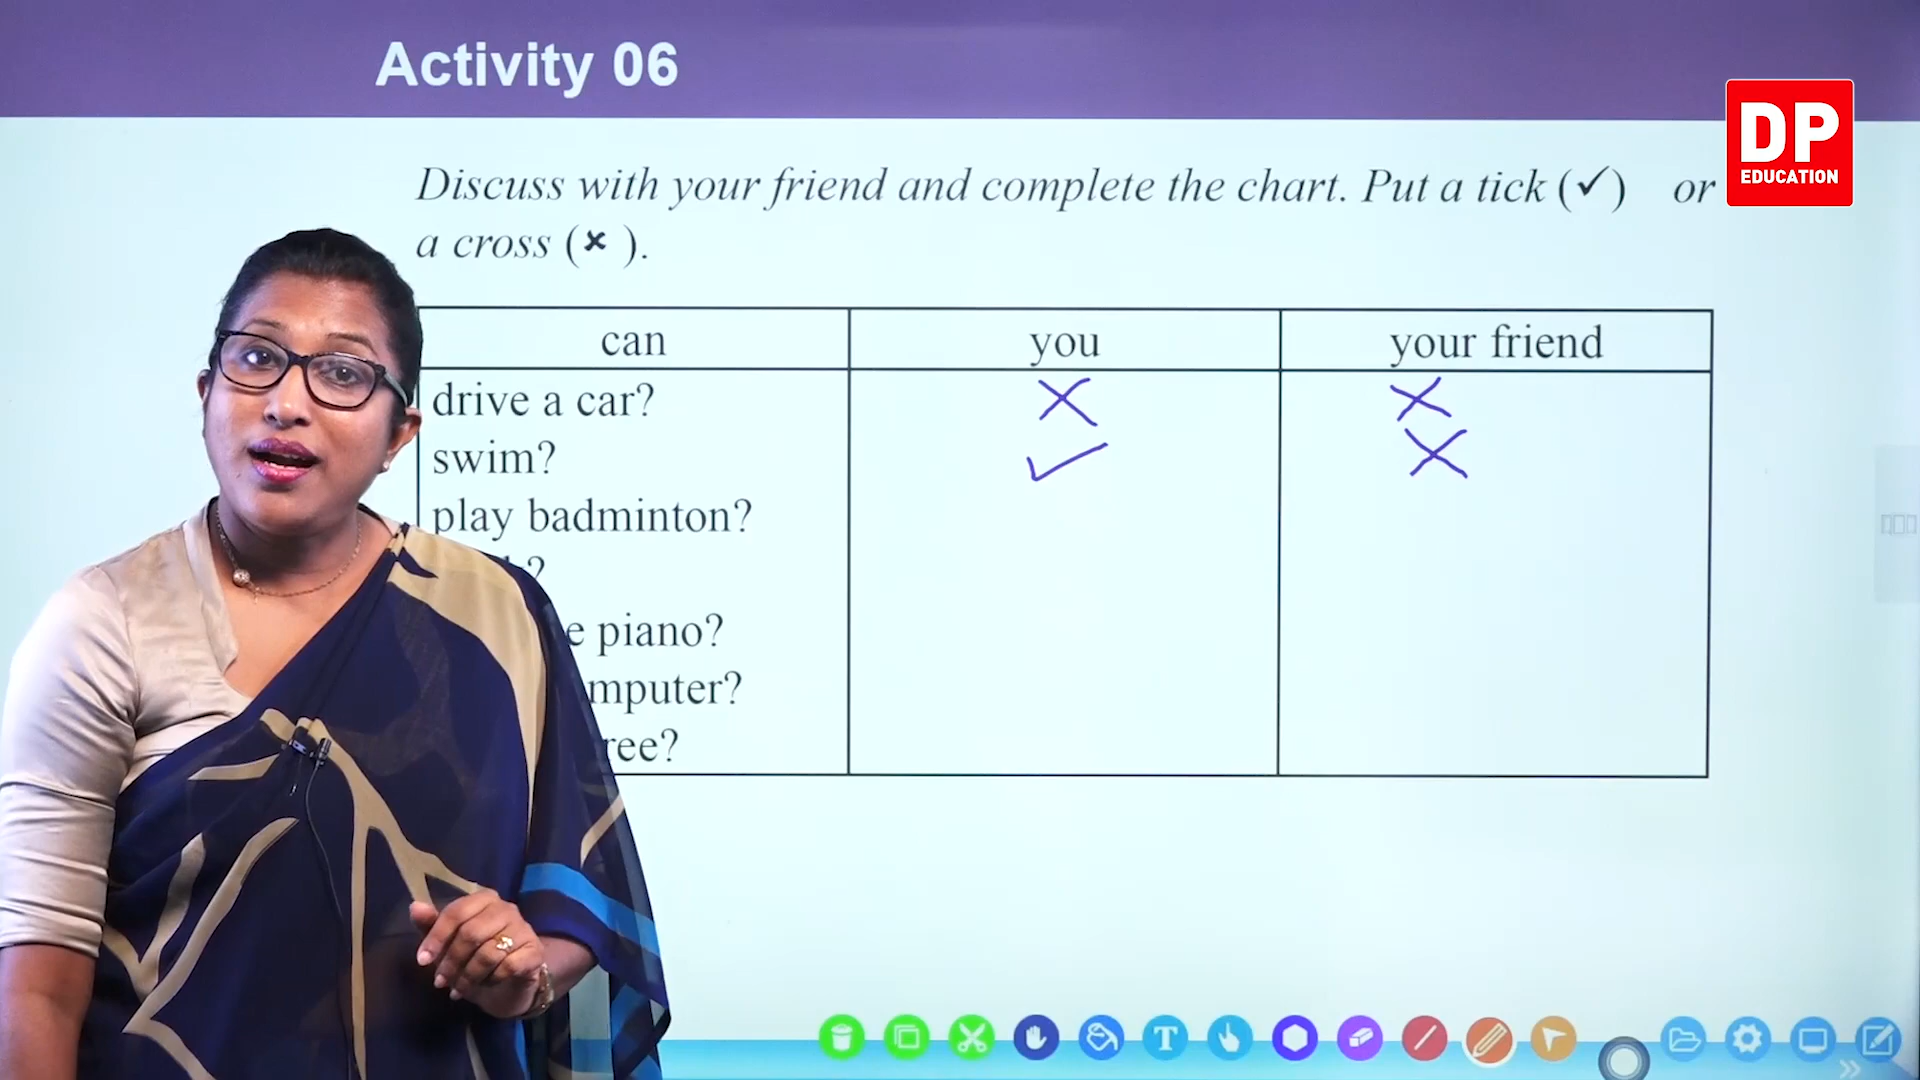 Activity 06
DP
EDUCATION
Discuss with your friend and complete the chart. Put a tick (✓) or
a cross (✗ ).
can you your friend
drive a car? ✗ ✗
swim? ✓ ✗
play badminton?
piano?
ree?
T